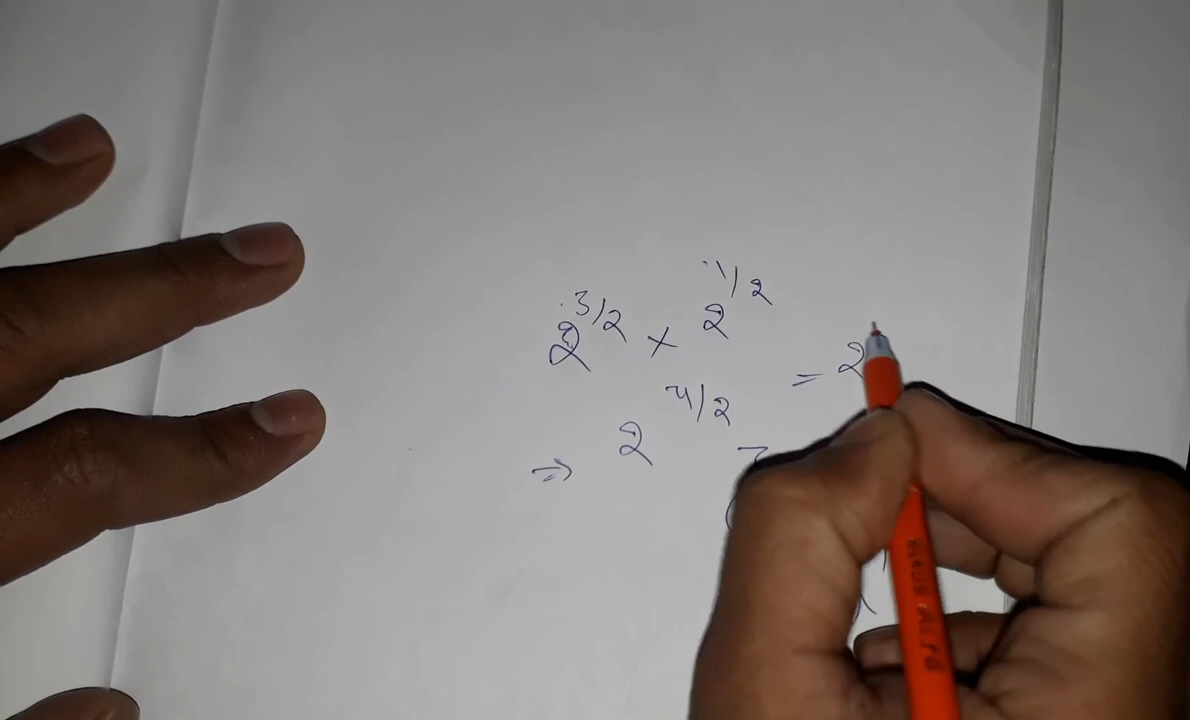 2^{3/2} × 2^{1/2}
⇒ 2^{4/2} = 2